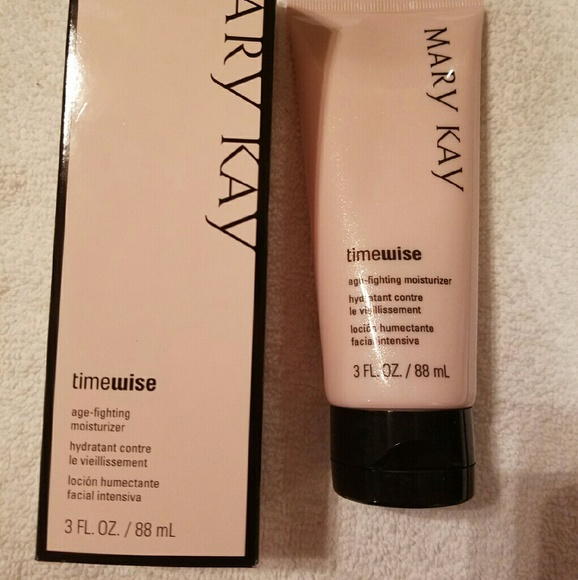 MARY KAY
timewise
age-fighting
moisturizer
hydratant contre
le vieillissement
loción humectante
facial intensiva
3 FL. OZ. / 88 mL
MARY KAY
timewise
age-fighting moisturizer
hydratant contre
le vieillissement
loción humectante
facial intensiva
3 FL. OZ. / 88 mL